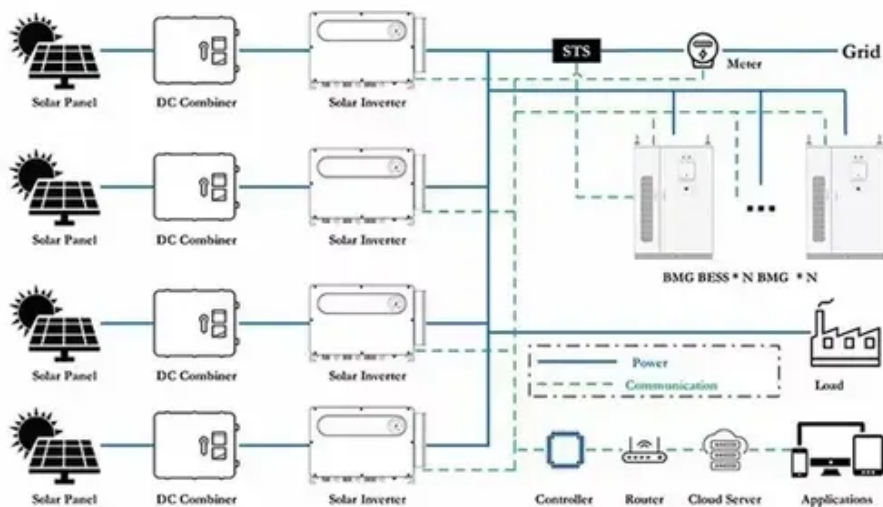 STS
Meter
Grid
Solar Panel DC Combiner Solar Inverter
Solar Panel DC Combiner Solar Inverter
BMG BESS * N BMG * N
Solar Panel DC Combiner Solar Inverter
Power
Communication
Load
Solar Panel DC Combiner Solar Inverter
Controller Router Cloud Server Applications